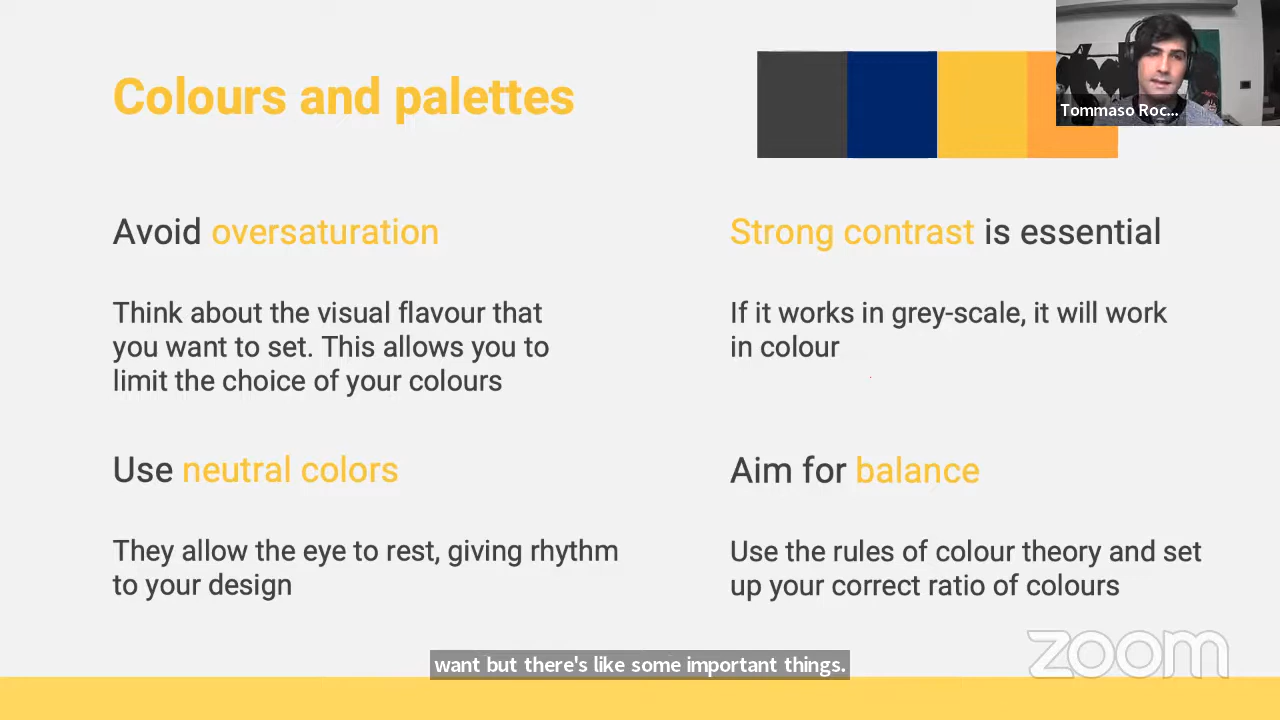 Colours and palettes
Tommaso Roc...
Avoid oversaturation
Think about the visual flavour that
you want to set. This allows you to
limit the choice of your colours
Strong contrast is essential
If it works in grey-scale, it will work
in colour
Use neutral colors
They allow the eye to rest, giving rhythm
to your design
Aim for balance
Use the rules of colour theory and set
up your correct ratio of colours
want but there's like some important things.
zoom